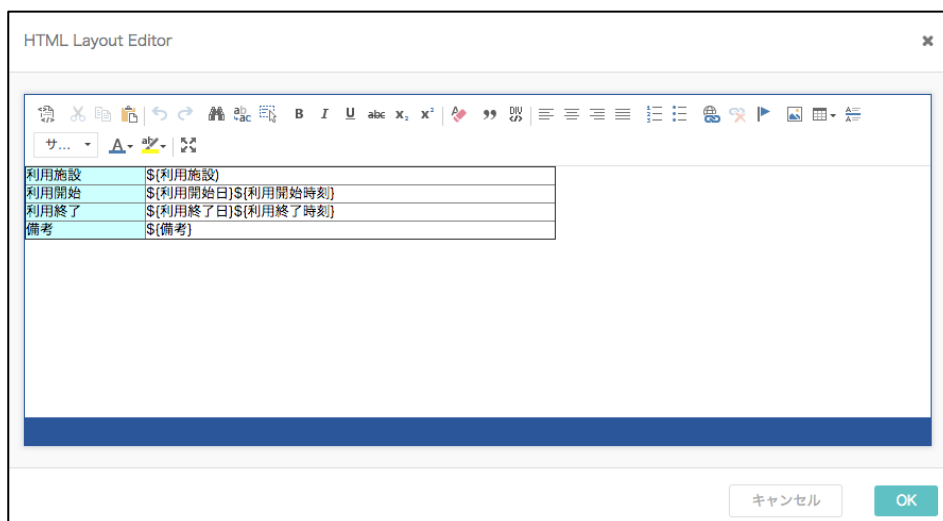 HTML Layout Editor
サ...
利用施設 ${利用施設)
利用開始 ${利用開始日}${利用開始時刻}
利用終了 ${利用終了日}${利用終了時刻}
備考 ${備考}
キャンセル OK